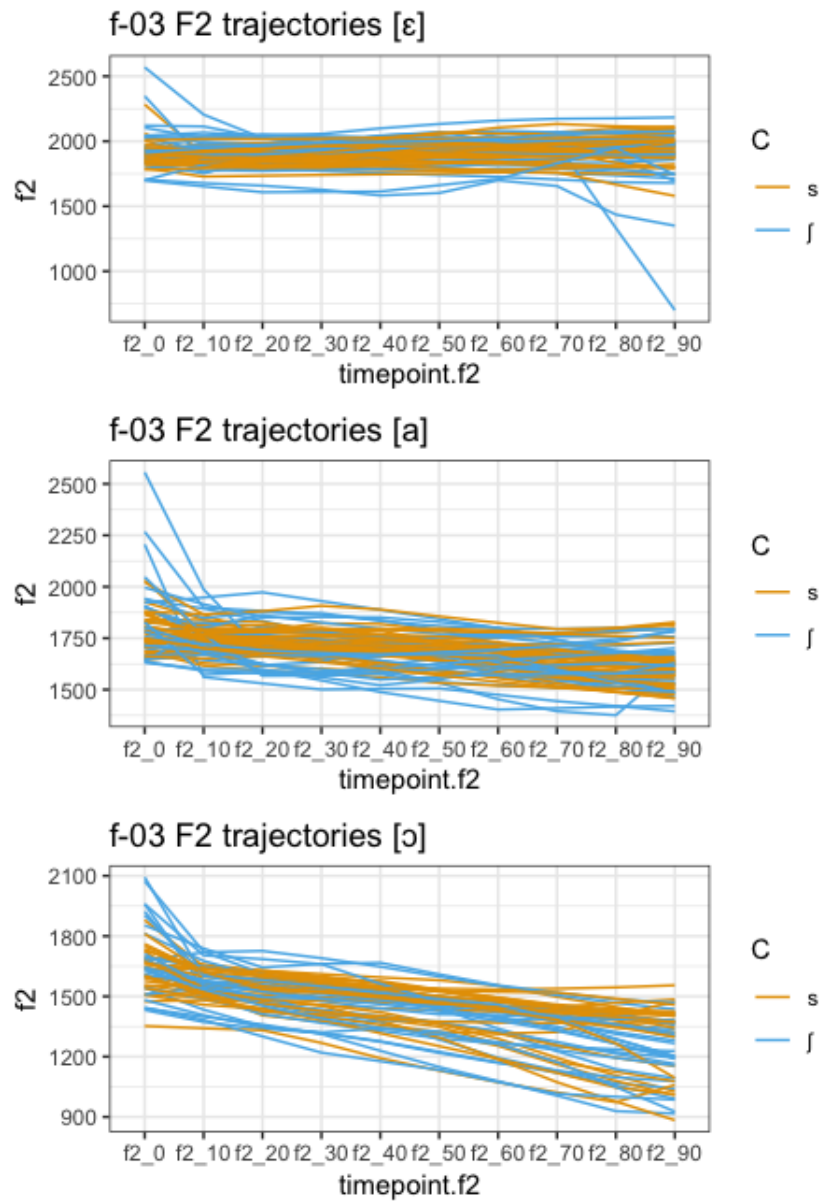 f-03 F2 trajectories [ɛ]
2500
2000
1500
1000
f2
f2_0 f2_10 f2_20 f2_30 f2_40 f2_50 f2_60 f2_70 f2_80 f2_90
timepoint.f2
C
s
ʃ
f-03 F2 trajectories [a]
2500
2250
2000
1750
1500
f2
f2_0 f2_10 f2_20 f2_30 f2_40 f2_50 f2_60 f2_70 f2_80 f2_90
timepoint.f2
C
s
ʃ
f-03 F2 trajectories [ɔ]
2100
1800
1500
1200
900
f2
f2_0 f2_10 f2_20 f2_30 f2_40 f2_50 f2_60 f2_70 f2_80 f2_90
timepoint.f2
C
s
ʃ